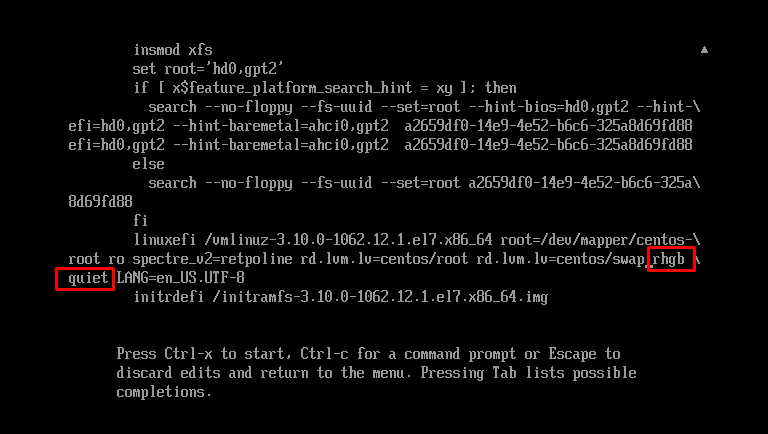 insmod xfs
set root='hd0,gpt2'
if [ x$feature_platform_search_hint = xy ]; then
search --no-floppy --fs-uuid --set=root --hint-bios=hd0,gpt2 --hint-\
efi=hd0,gpt2 --hint-baremetal=ahci0,gpt2  a2659df0-14e9-4e52-b6c6-325a8d69fd88
efi=hd0,gpt2 --hint-baremetal=ahci0,gpt2  a2659df0-14e9-4e52-b6c6-325a8d69fd88
else
search --no-floppy --fs-uuid --set=root a2659df0-14e9-4e52-b6c6-325a\
8d69fd88
fi
linuxefi /vmlinuz-3.10.0-1062.12.1.el7.x86_64 root=/dev/mapper/centos-\
root ro spectre_v2=retpoline rd.lvm.lv=centos/root rd.lvm.lv=centos/swap rhgb \
quiet LANG=en_US.UTF-8
initrdefi /initramfs-3.10.0-1062.12.1.el7.x86_64.img
Press Ctrl-x to start, Ctrl-c for a command prompt or Escape to
discard edits and return to the menu. Pressing Tab lists possible
completions.